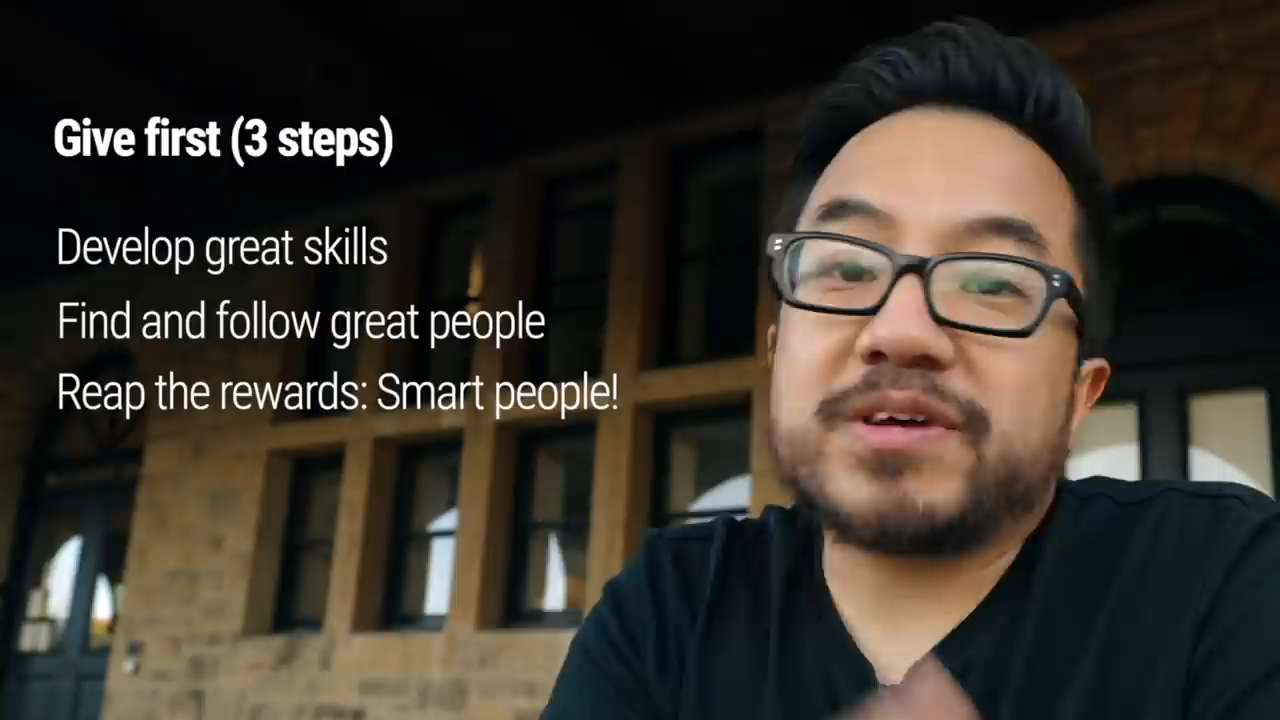 Give first (3 steps)
Develop great skills
Find and follow great people
Reap the rewards: Smart people!